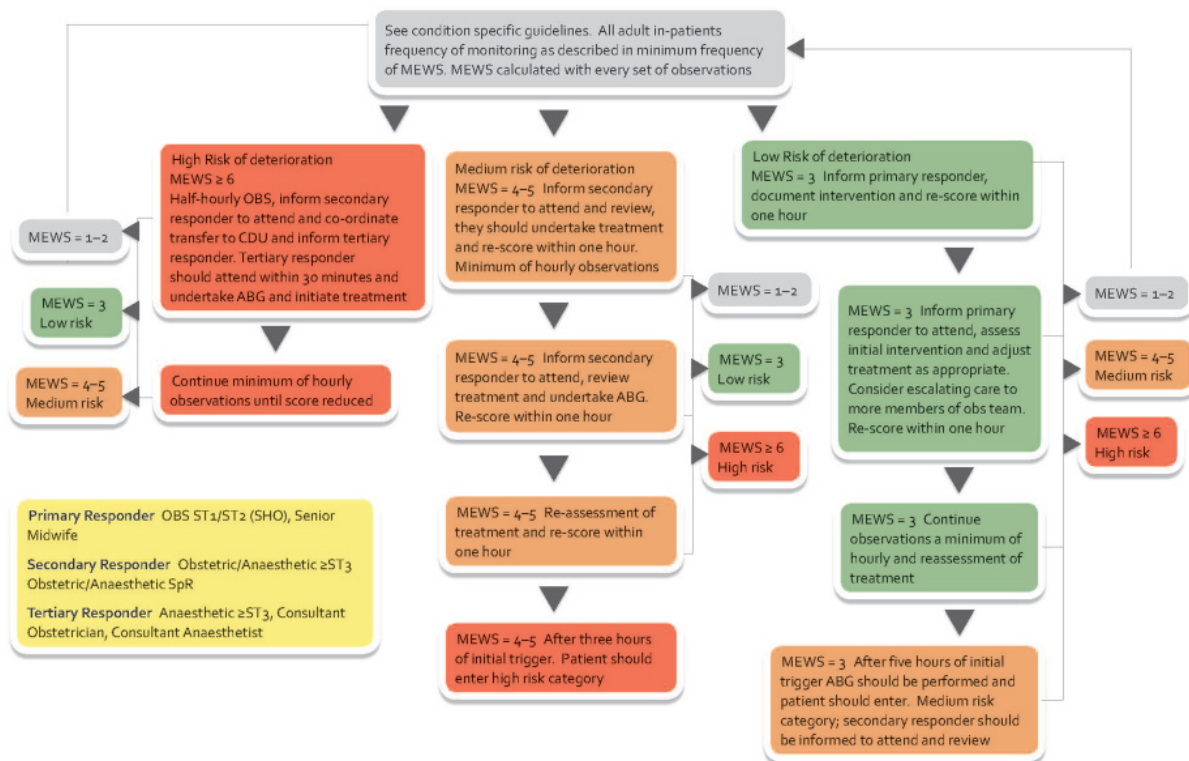 See condition specific guidelines. All adult in-patients
frequency of monitoring as described in minimum frequency
of MEWS. MEWS calculated with every set of observations
High Risk of deterioration
MEWS ≥ 6
Half-hourly OBS, inform secondary
responder to attend and co-ordinate
transfer to CDU and inform tertiary
responder. Tertiary responder
should attend within 30 minutes and
undertake ABG and initiate treatment
MEWS = 1–2
MEWS = 3
Low risk
MEWS = 4–5
Medium risk
Continue minimum of hourly
observations until score reduced
Medium risk of deterioration
MEWS = 4–5 Inform secondary
responder to attend and review,
they should undertake treatment
and re-score within one hour.
Minimum of hourly observations
MEWS = 4–5 Inform secondary
responder to attend, review
treatment and undertake ABG.
Re-score within one hour
MEWS = 4–5 Re-assessment of
treatment and re-score within
one hour
MEWS = 4–5 After three hours
of initial trigger. Patient should
enter high risk category
MEWS = 1–2
MEWS = 3
Low risk
MEWS ≥ 6
High risk
Low Risk of deterioration
MEWS = 3 Inform primary responder,
document intervention and re-score within
one hour
MEWS = 3 Inform primary
responder to attend, assess
initial intervention and adjust
treatment as appropriate.
Consider escalating care to
more members of obs team.
Re-score within one hour
MEWS = 3 Continue
observations a minimum of
hourly and reassessment of
treatment
MEWS = 3 After five hours of initial
trigger ABG should be performed and
patient should enter. Medium risk
category; secondary responder should
be informed to attend and review
MEWS = 1–2
MEWS = 4–5
Medium risk
MEWS ≥ 6
High risk
Primary Responder OBS ST1/ST2 (SHO), Senior
Midwife
Secondary Responder Obstetric/Anaesthetic ≥ST3
Obstetric/Anaesthetic SpR
Tertiary Responder Anaesthetic ≥ST3, Consultant
Obstetrician, Consultant Anaesthetist